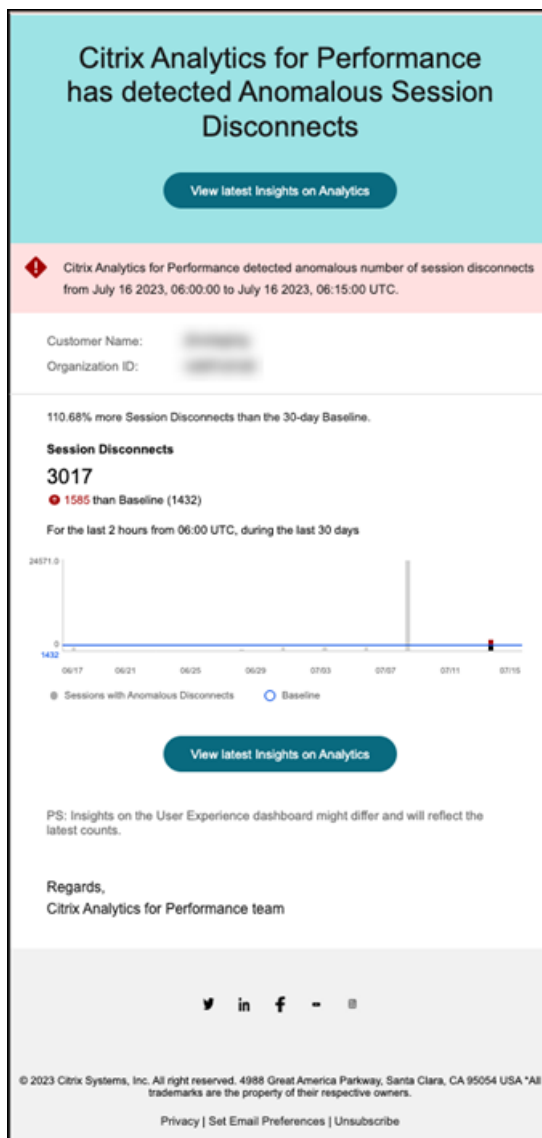 Citrix Analytics for Performance
has detected Anomalous Session
Disconnects
View latest Insights on Analytics
Citrix Analytics for Performance detected anomalous number of session disconnects
from July 16 2023, 06:00:00 to July 16 2023, 06:15:00 UTC.
Customer Name:
Organization ID:
110.68% more Session Disconnects than the 30-day Baseline.
Session Disconnects
3017
1585 than Baseline (1432)
For the last 2 hours from 06:00 UTC, during the last 30 days
24571.0
0
1432
06/17 06/21 06/25 06/29 07/03 07/07 07/11 07/15
Sessions with Anomalous Disconnects Baseline
View latest Insights on Analytics
PS: Insights on the User Experience dashboard might differ and will reflect the
latest counts.
Regards,
Citrix Analytics for Performance team
© 2023 Citrix Systems, Inc. All right reserved. 4988 Great America Parkway, Santa Clara, CA 95054 USA *All
trademarks are the property of their respective owners.
Privacy | Set Email Preferences | Unsubscribe